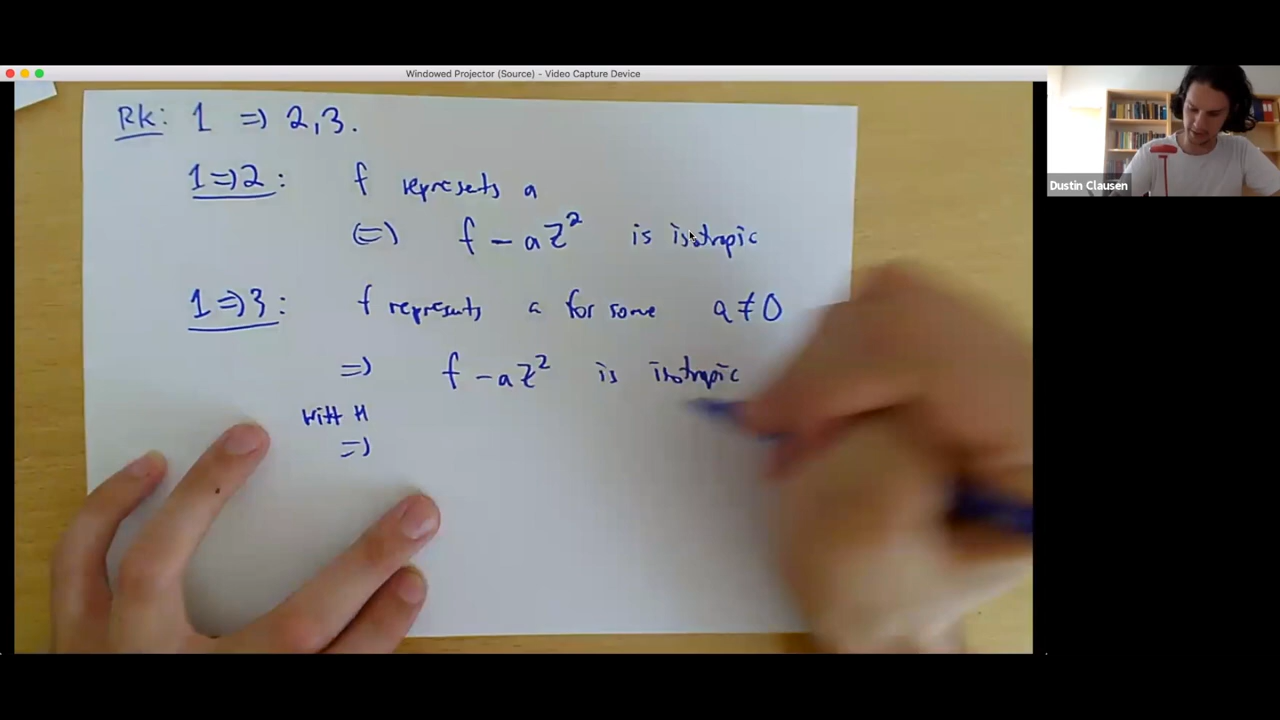 Windowed Projector (Source) - Video Capture Device
Dustin Clausen
Rk: 1 => 2,3.
1=>2: f represents a
(=) f - aZ² is isotropic
1=>3: f represents a for some a ≠ 0
=> f - aZ² is isotropic
Witt H
=>